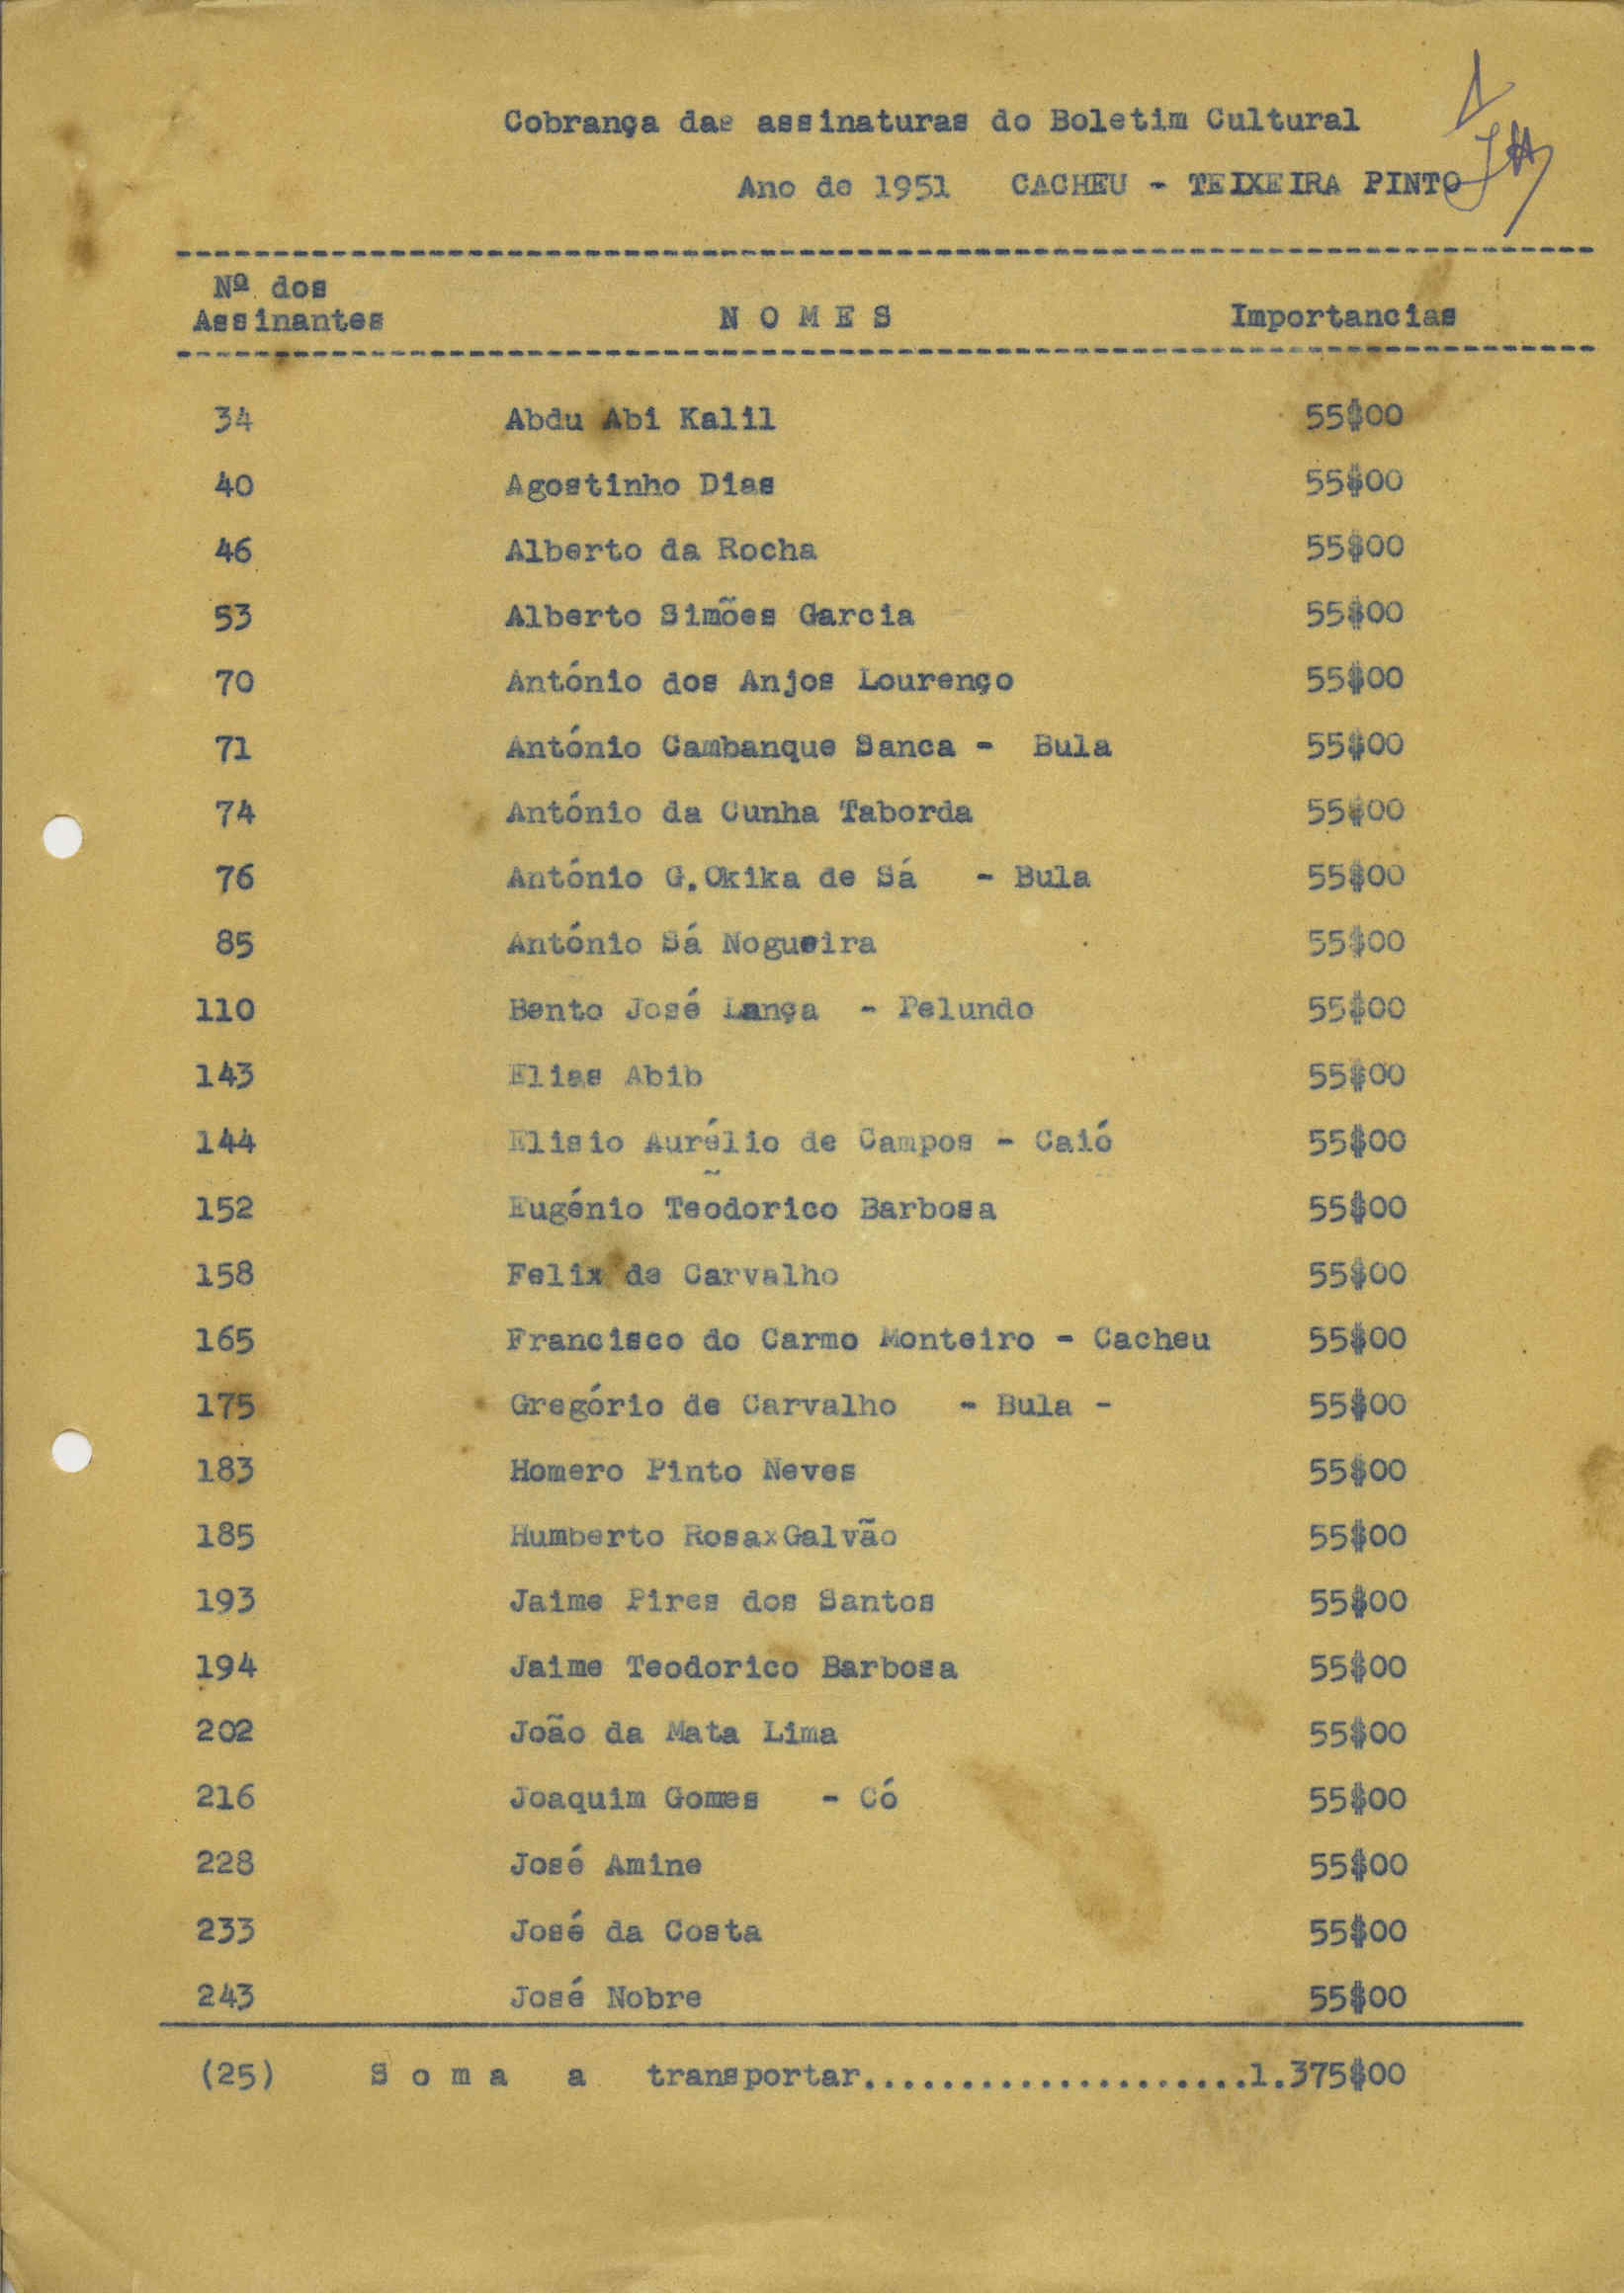 Cobrança das assinaturas do Boletim Cultural
Ano de 1951 CACHEU - TEIXEIRA PINTO
Nº dos
Assinantes N O M E S Importancias
34 Abdu Abi Kalil 55$00
40 Agostinho Dias 55$00
46 Alberto da Rocha 55$00
53 Alberto Simões Garcia 55$00
70 António dos Anjos Lourenço 55$00
71 António Cambanque Sanca - Bula 55$00
74 António da Cunha Taborda 55$00
76 António G.Okika de Sá - Bula 55$00
85 António Sá Nogueira 55$00
110 Bento José Lança - Pelundo 55$00
143 Elias Abib 55$00
144 Elisio Aurélio de Campos - Caió 55$00
152 Eugénio Teodorico Barbosa 55$00
158 Felix de Carvalho 55$00
165 Francisco do Carmo Monteiro - Cacheu 55$00
175 Gregório de Carvalho - Bula - 55$00
183 Homero Pinto Neves 55$00
185 Humberto RosaxGalvão 55$00
193 Jaime Pires dos Santos 55$00
194 Jaime Teodorico Barbosa 55$00
202 João da Mata Lima 55$00
216 Joaquim Gomes - Có 55$00
228 José Amine 55$00
233 José da Costa 55$00
243 José Nobre 55$00
(25) S o m a a transportar....................1.375$00